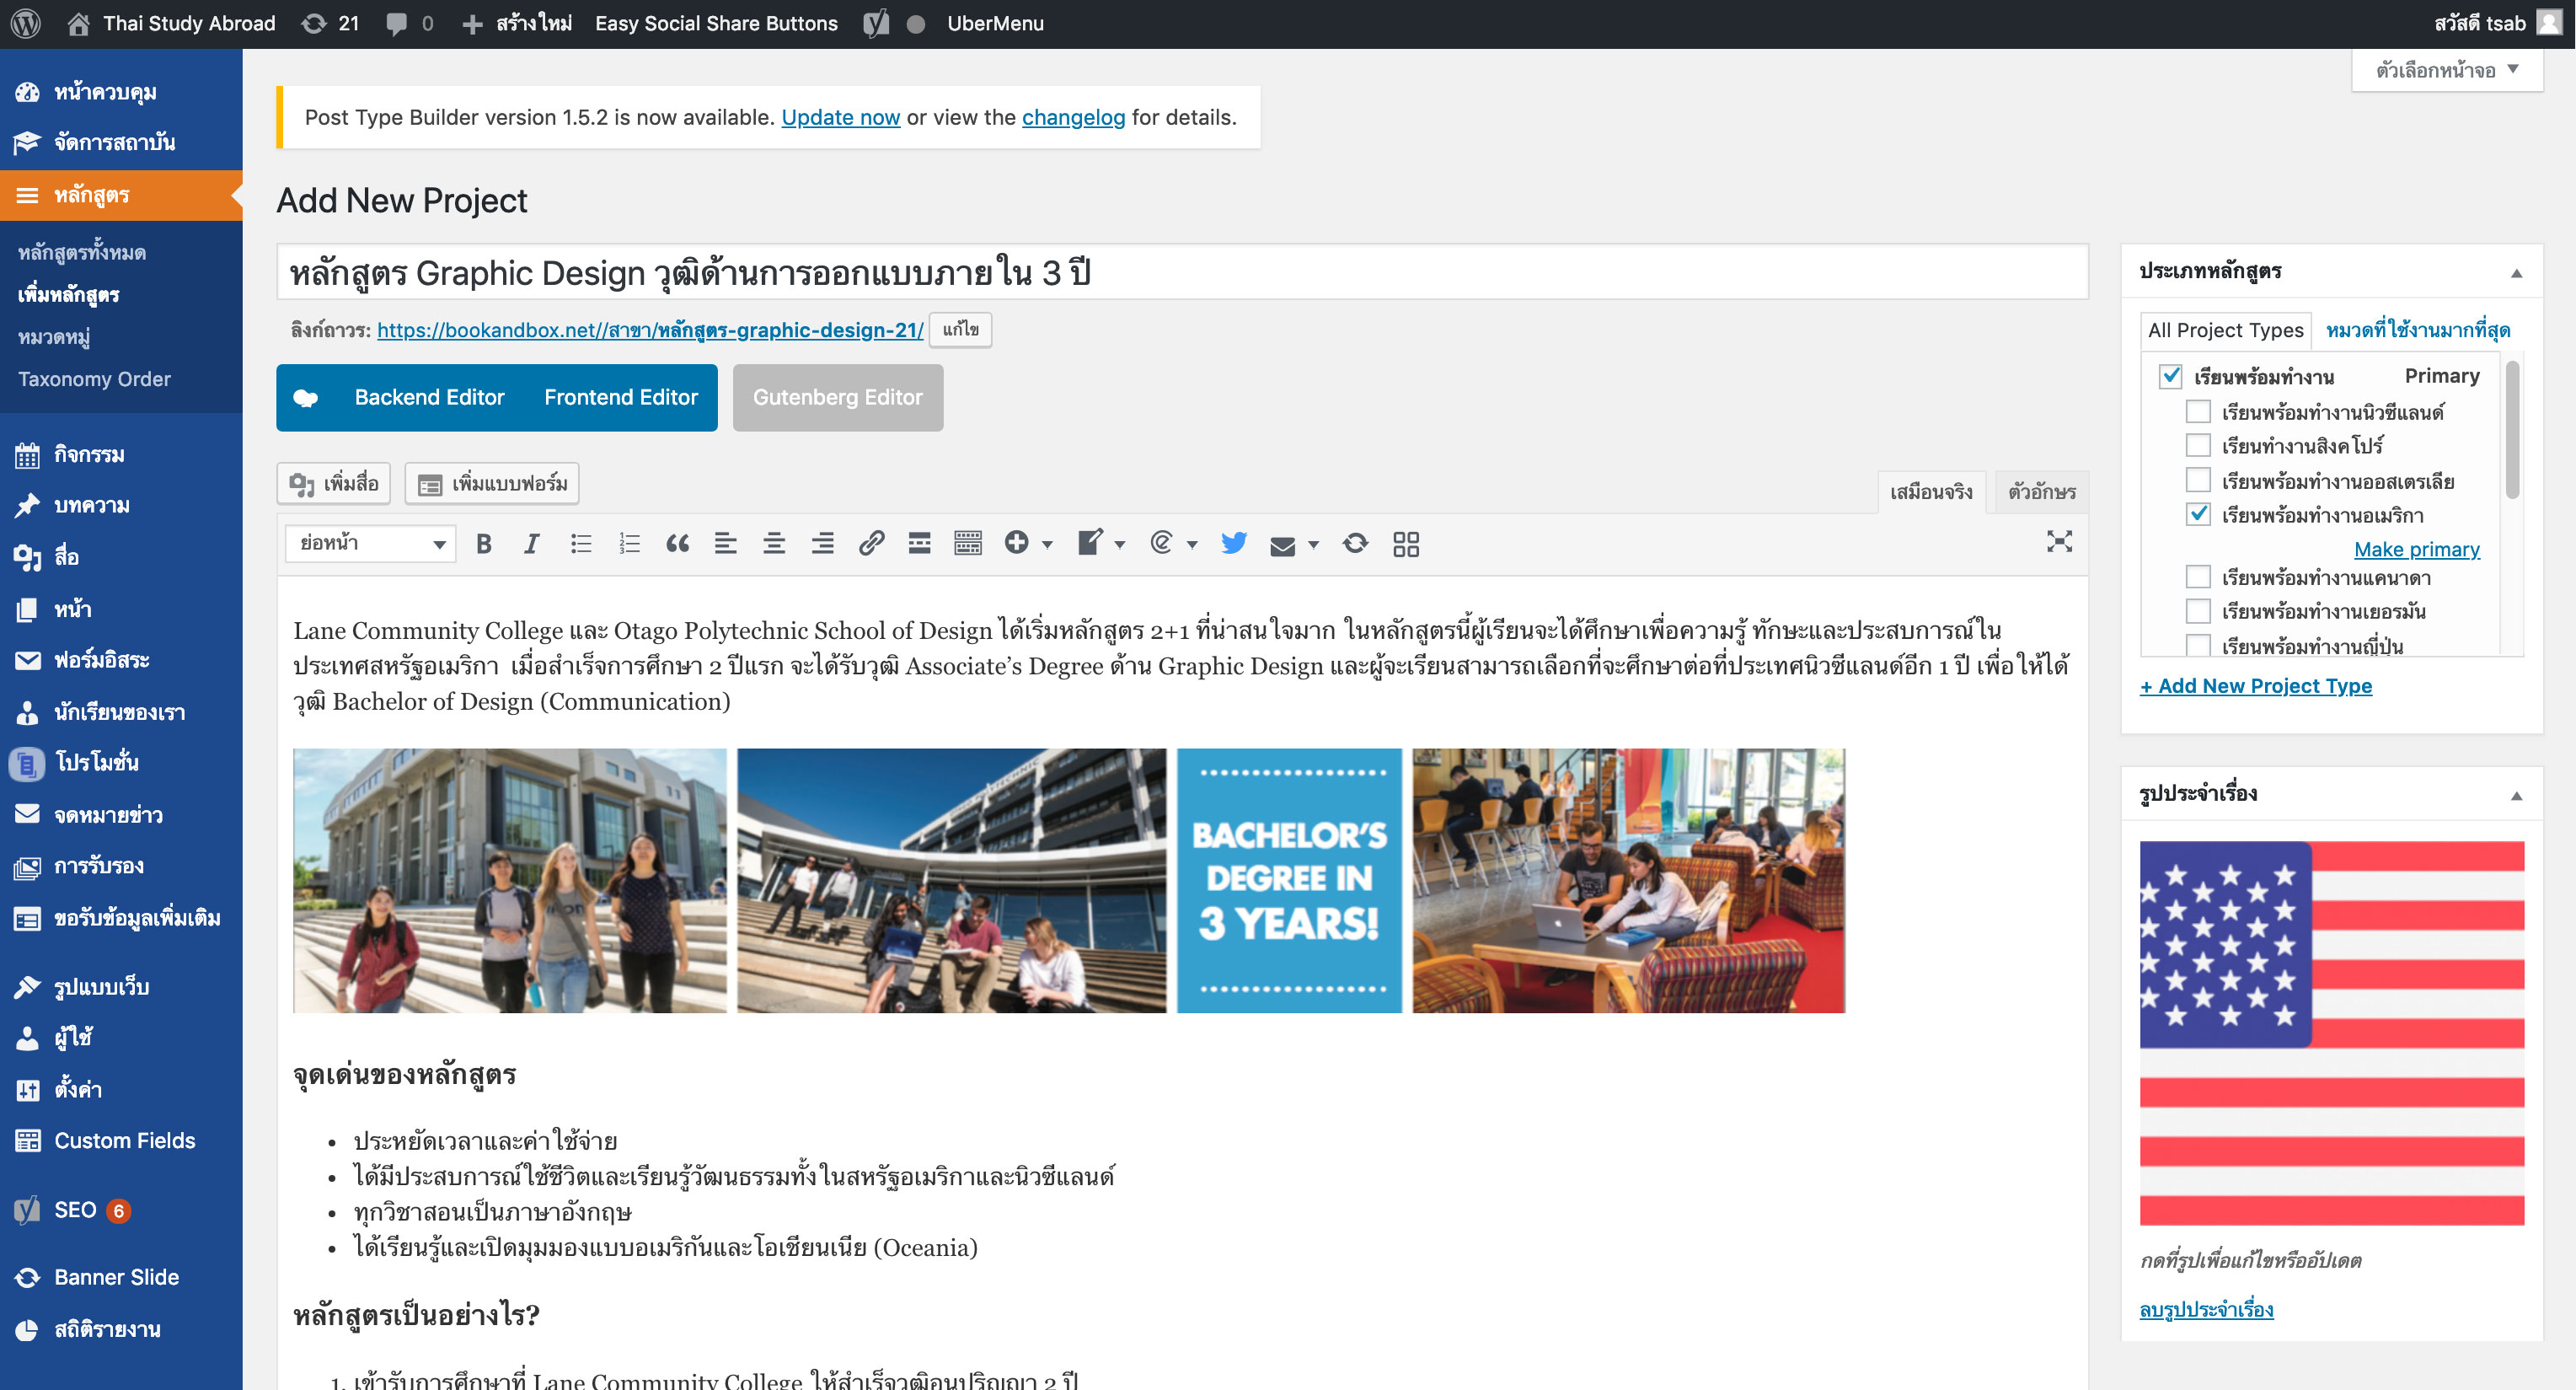 Thai Study Abroad 21 0 สร้างใหม่ Easy Social Share Buttons UberMenu สวัสดี tsab
ตัวเลือกหน้าจอ
หน้าควบคุม
จัดการสถาบัน
หลักสูตร
หลักสูตรทั้งหมด
เพิ่มหลักสูตร
หมวดหมู่
Taxonomy Order
กิจกรรม
บทความ
สื่อ
หน้า
ฟอร์มอิสระ
นักเรียนของเรา
โปรโมชั่น
จดหมายข่าว
การรับรอง
ขอรับข้อมูลเพิ่มเติม
รูปแบบเว็บ
ผู้ใช้
ตั้งค่า
Custom Fields
SEO 6
Banner Slide
สถิติรายงาน
Post Type Builder version 1.5.2 is now available. Update now or view the changelog for details.
Add New Project
หลักสูตร Graphic Design วุฒิด้านการออกแบบภายใน 3 ปี
ลิงก์ถาวร: https://bookandbox.net//สาขา/หลักสูตร-graphic-design-21/ แก้ไข
Backend Editor Frontend Editor Gutenberg Editor
เพิ่มสื่อ เพิ่มแบบฟอร์ม เสมือนจริง ตัวอักษร
ย่อหน้า
Lane Community College และ Otago Polytechnic School of Design ได้เริ่มหลักสูตร 2+1 ที่น่าสนใจมาก ในหลักสูตรนี้ผู้เรียนจะได้ศึกษาเพื่อความรู้ ทักษะและประสบการณ์ใน
ประเทศสหรัฐอเมริกา เมื่อสำเร็จการศึกษา 2 ปีแรก จะได้รับวุฒิ Associate’s Degree ด้าน Graphic Design และผู้จะเรียนสามารถเลือกที่จะศึกษาต่อที่ประเทศนิวซีแลนด์อีก 1 ปี เพื่อให้ได้
วุฒิ Bachelor of Design (Communication)
BACHELOR'S
DEGREE IN
3 YEARS!
จุดเด่นของหลักสูตร
• ประหยัดเวลาและค่าใช้จ่าย
• ได้มีประสบการณ์ใช้ชีวิตและเรียนรู้วัฒนธรรมทั้งในสหรัฐอเมริกาและนิวซีแลนด์
• ทุกวิชาสอนเป็นภาษาอังกฤษ
• ได้เรียนรู้และเปิดมุมมองแบบอเมริกันและโอเชียนเนีย (Oceania)
หลักสูตรเป็นอย่างไร?
1. เข้ารับการศึกษาที่ Lane Community College ให้สำเร็จวุฒิอนุปริญญา 2 ปี
ประเภทหลักสูตร
All Project Types หมวดที่ใช้งานมากที่สุด
เรียนพร้อมทำงาน Primary
เรียนพร้อมทำงานนิวซีแลนด์
เรียนทำงานสิงคโปร์
เรียนพร้อมทำงานออสเตรเลีย
เรียนพร้อมทำงานอเมริกา
Make primary
เรียนพร้อมทำงานแคนาดา
เรียนพร้อมทำงานเยอรมัน
เรียนพร้อมทำงานญี่ปุ่น
+ Add New Project Type
รูปประจำเรื่อง
กดที่รูปเพื่อแก้ไขหรืออัปเดต
ลบรูปประจำเรื่อง